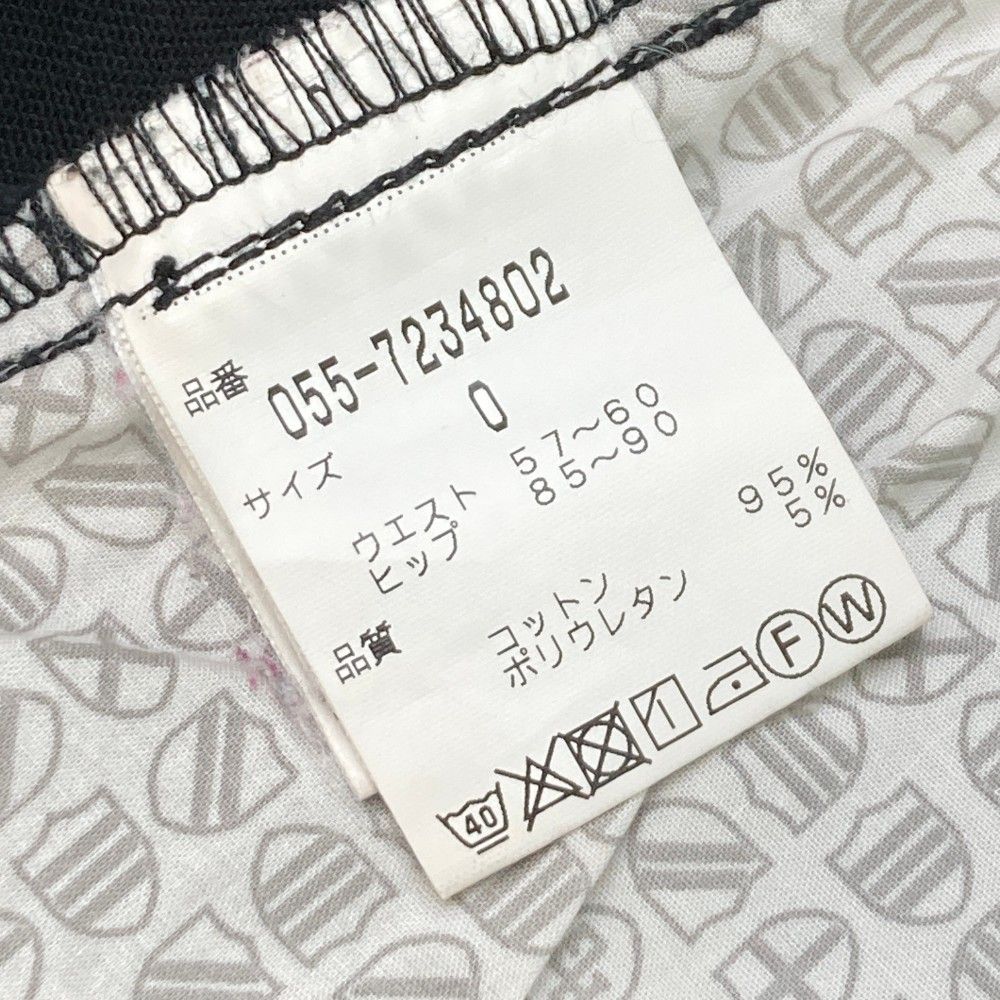 品番 055-7234802
サイズ 0
ウエスト 57〜60
ヒップ 85〜90
品質 コットン 95%
ポリウレタン 5%
40 F W